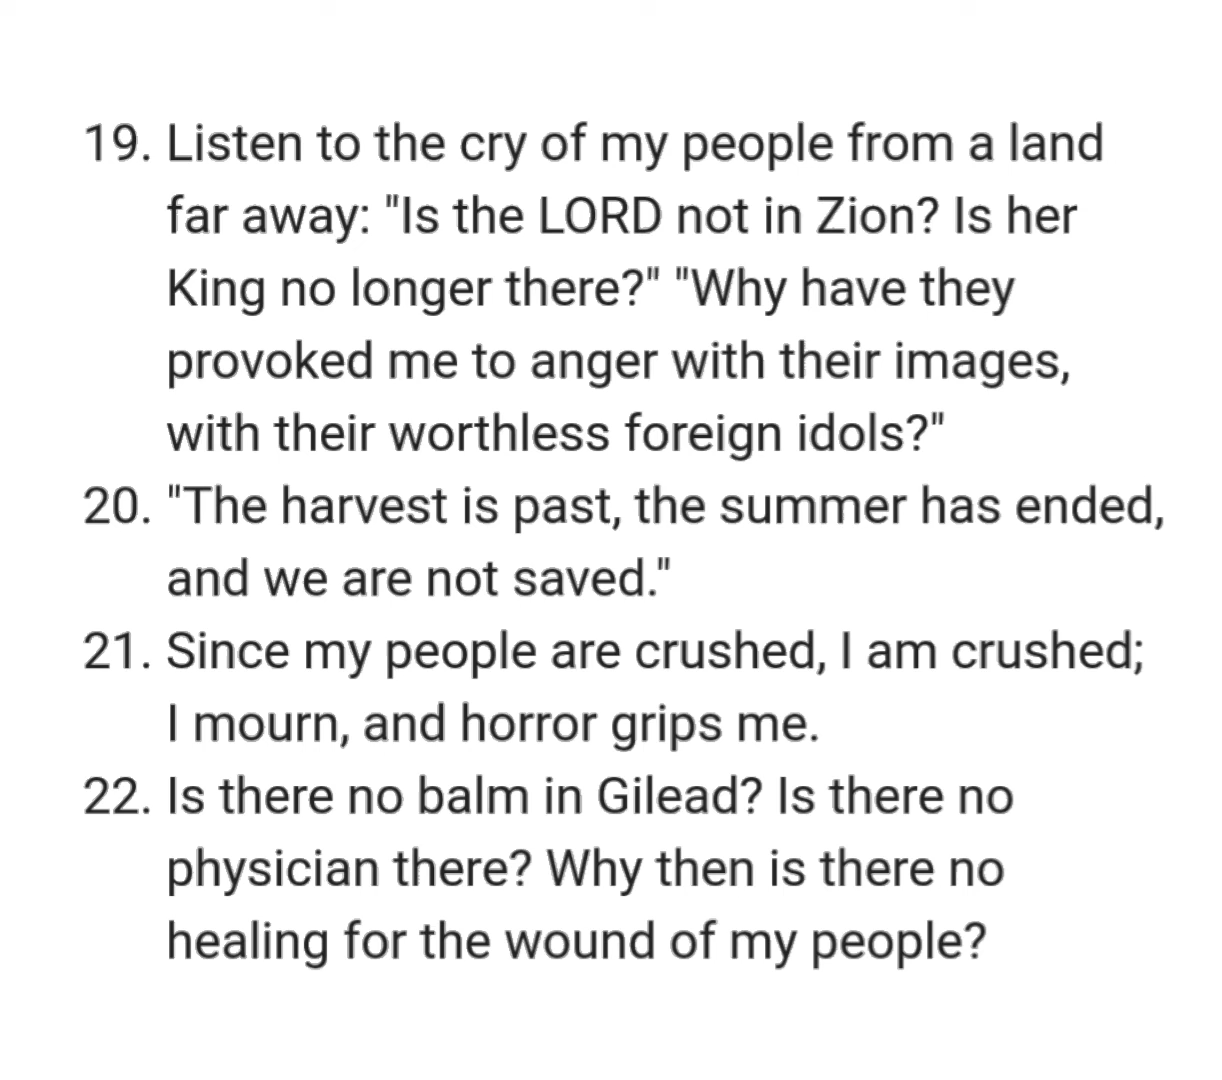 19. Listen to the cry of my people from a land
far away: "Is the LORD not in Zion? Is her
King no longer there?" "Why have they
provoked me to anger with their images,
with their worthless foreign idols?"
20. "The harvest is past, the summer has ended,
and we are not saved."
21. Since my people are crushed, I am crushed;
I mourn, and horror grips me.
22. Is there no balm in Gilead? Is there no
physician there? Why then is there no
healing for the wound of my people?